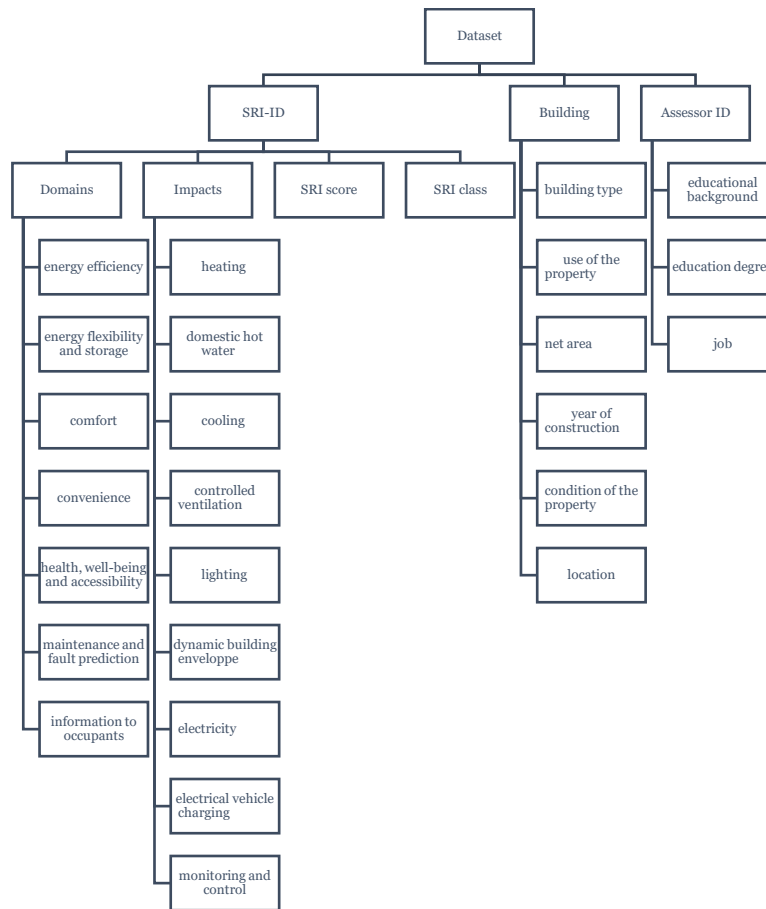 Dataset
SRI-ID
Building
Assessor ID
Domains
Impacts
SRI score
SRI class
energy efficiency
energy flexibility
and storage
comfort
convenience
health, well-being
and accessibility
maintenance and
fault prediction
information to
occupants
heating
domestic hot
water
cooling
controlled
ventilation
lighting
dynamic building
enveloppe
electricity
electrical vehicle
charging
monitoring and
control
building type
use of the
property
net area
year of
construction
condition of the
property
location
educational
background
education degre
job